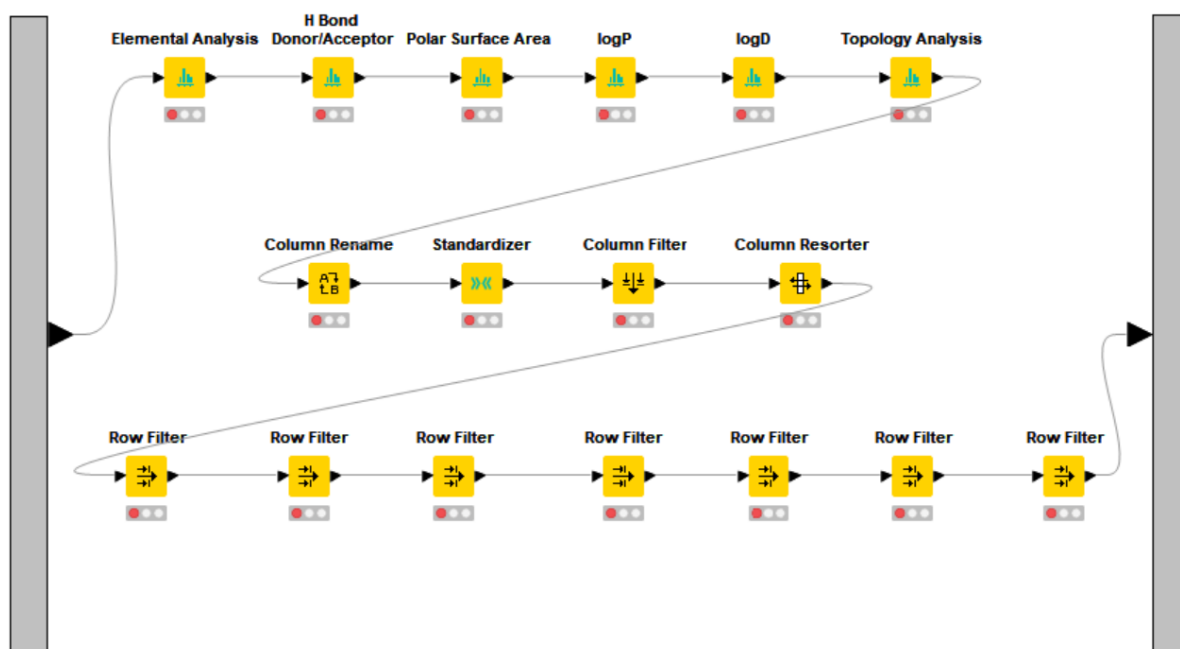 Elemental Analysis
H Bond
Donor/Acceptor
Polar Surface Area
logP
logD
Topology Analysis
Column Rename
A
B
Standardizer
Column Filter
Column Resorter
Row Filter
Row Filter
Row Filter
Row Filter
Row Filter
Row Filter
Row Filter